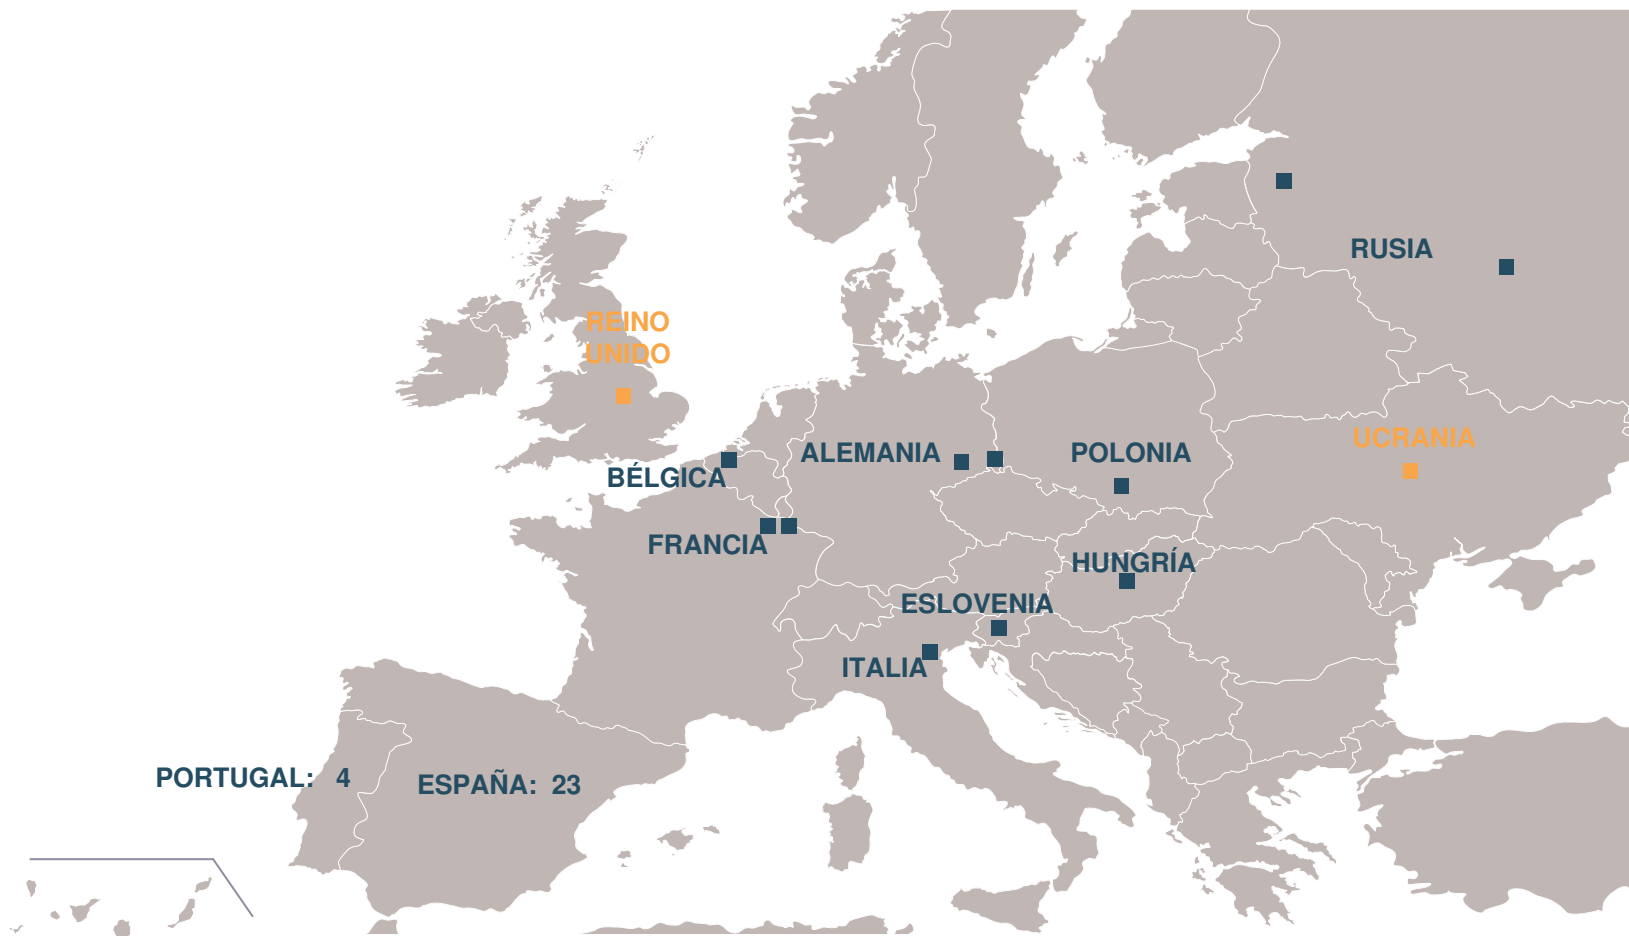 RUSIA
REINO
UNIDO
UCRANIA
ALEMANIA
POLONIA
BÉLGICA
FRANCIA
HUNGRÍA
ESLOVENIA
ITALIA
PORTUGAL: 4
ESPAÑA: 23